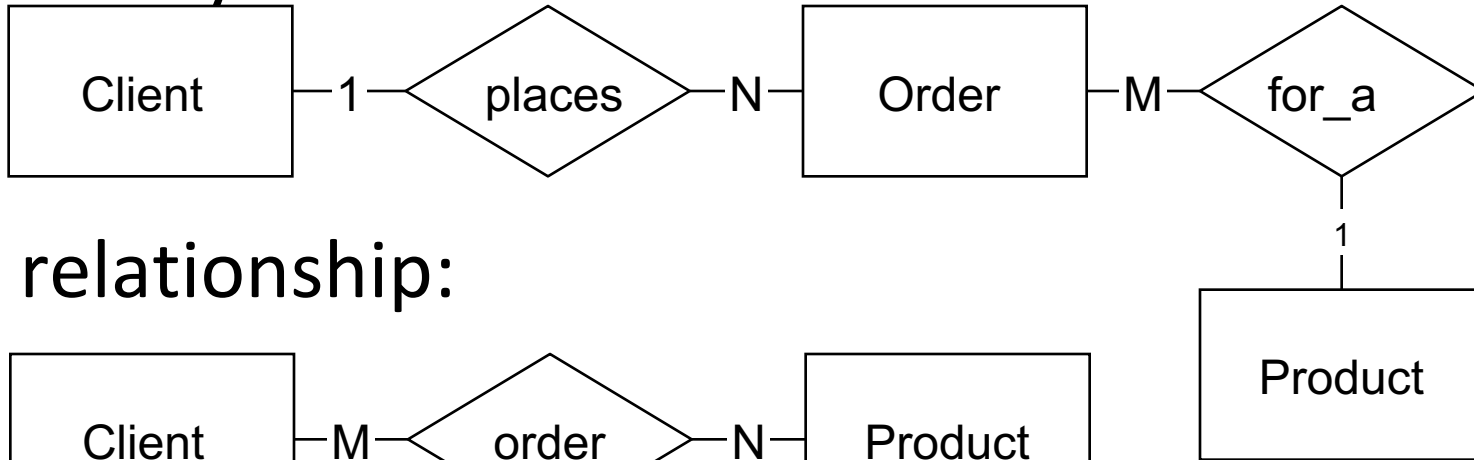 Client 1 places N Order M for_a
1
relationship:
Product
Client M order N Product